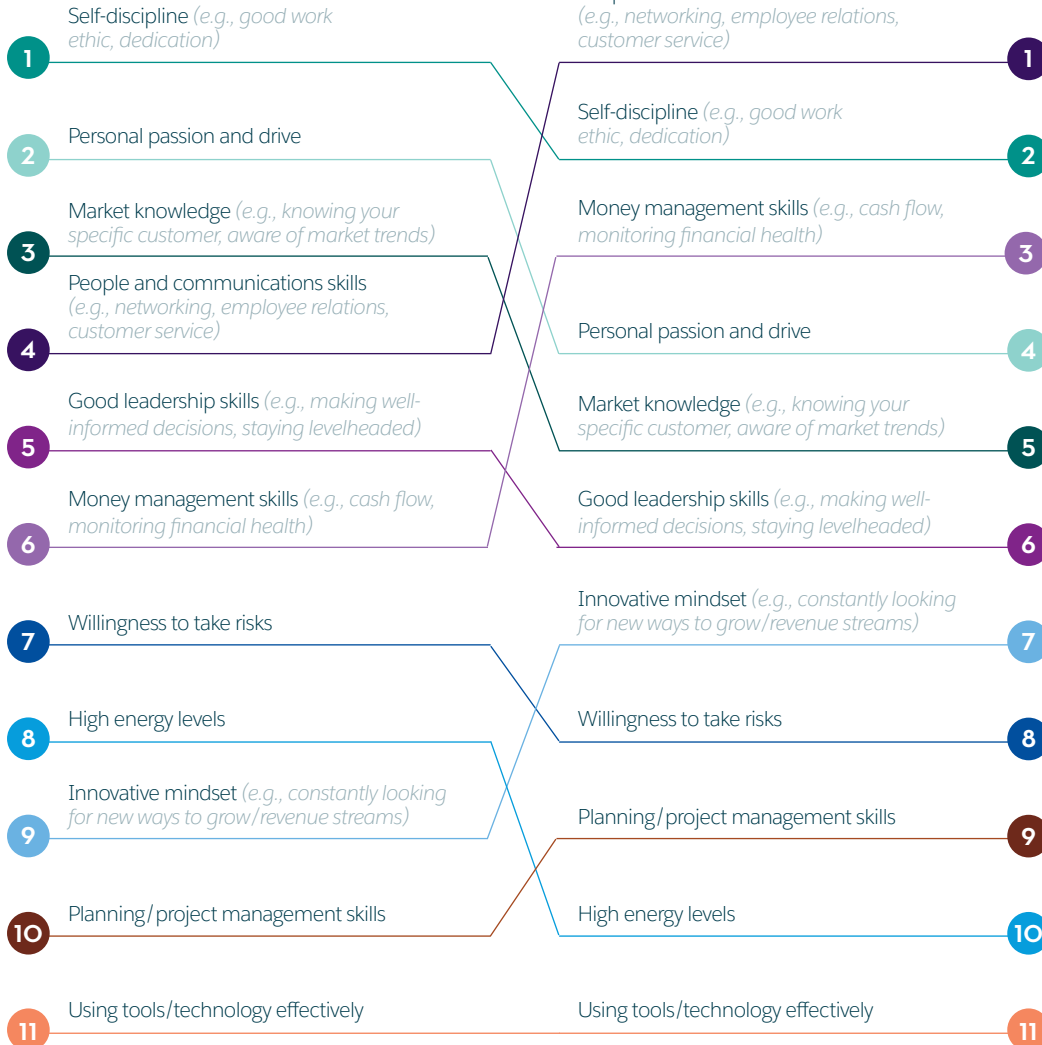 Self-discipline (e.g., good work
ethic, dedication)
1
Personal passion and drive
2
Market knowledge (e.g., knowing your
specific customer, aware of market trends)
3
People and communications skills
(e.g., networking, employee relations,
customer service)
4
Good leadership skills (e.g., making well-
informed decisions, staying levelheaded)
5
Money management skills (e.g., cash flow,
monitoring financial health)
6
Willingness to take risks
7
High energy levels
8
Innovative mindset (e.g., constantly looking
for new ways to grow/revenue streams)
9
Planning/project management skills
10
Using tools/technology effectively
11
(e.g., networking, employee relations,
customer service)
1
Self-discipline (e.g., good work
ethic, dedication)
2
Money management skills (e.g., cash flow,
monitoring financial health)
3
Personal passion and drive
4
Market knowledge (e.g., knowing your
specific customer, aware of market trends)
5
Good leadership skills (e.g., making well-
informed decisions, staying levelheaded)
6
Innovative mindset (e.g., constantly looking
for new ways to grow/revenue streams)
7
Willingness to take risks
8
Planning/project management skills
9
High energy levels
10
Using tools/technology effectively
11